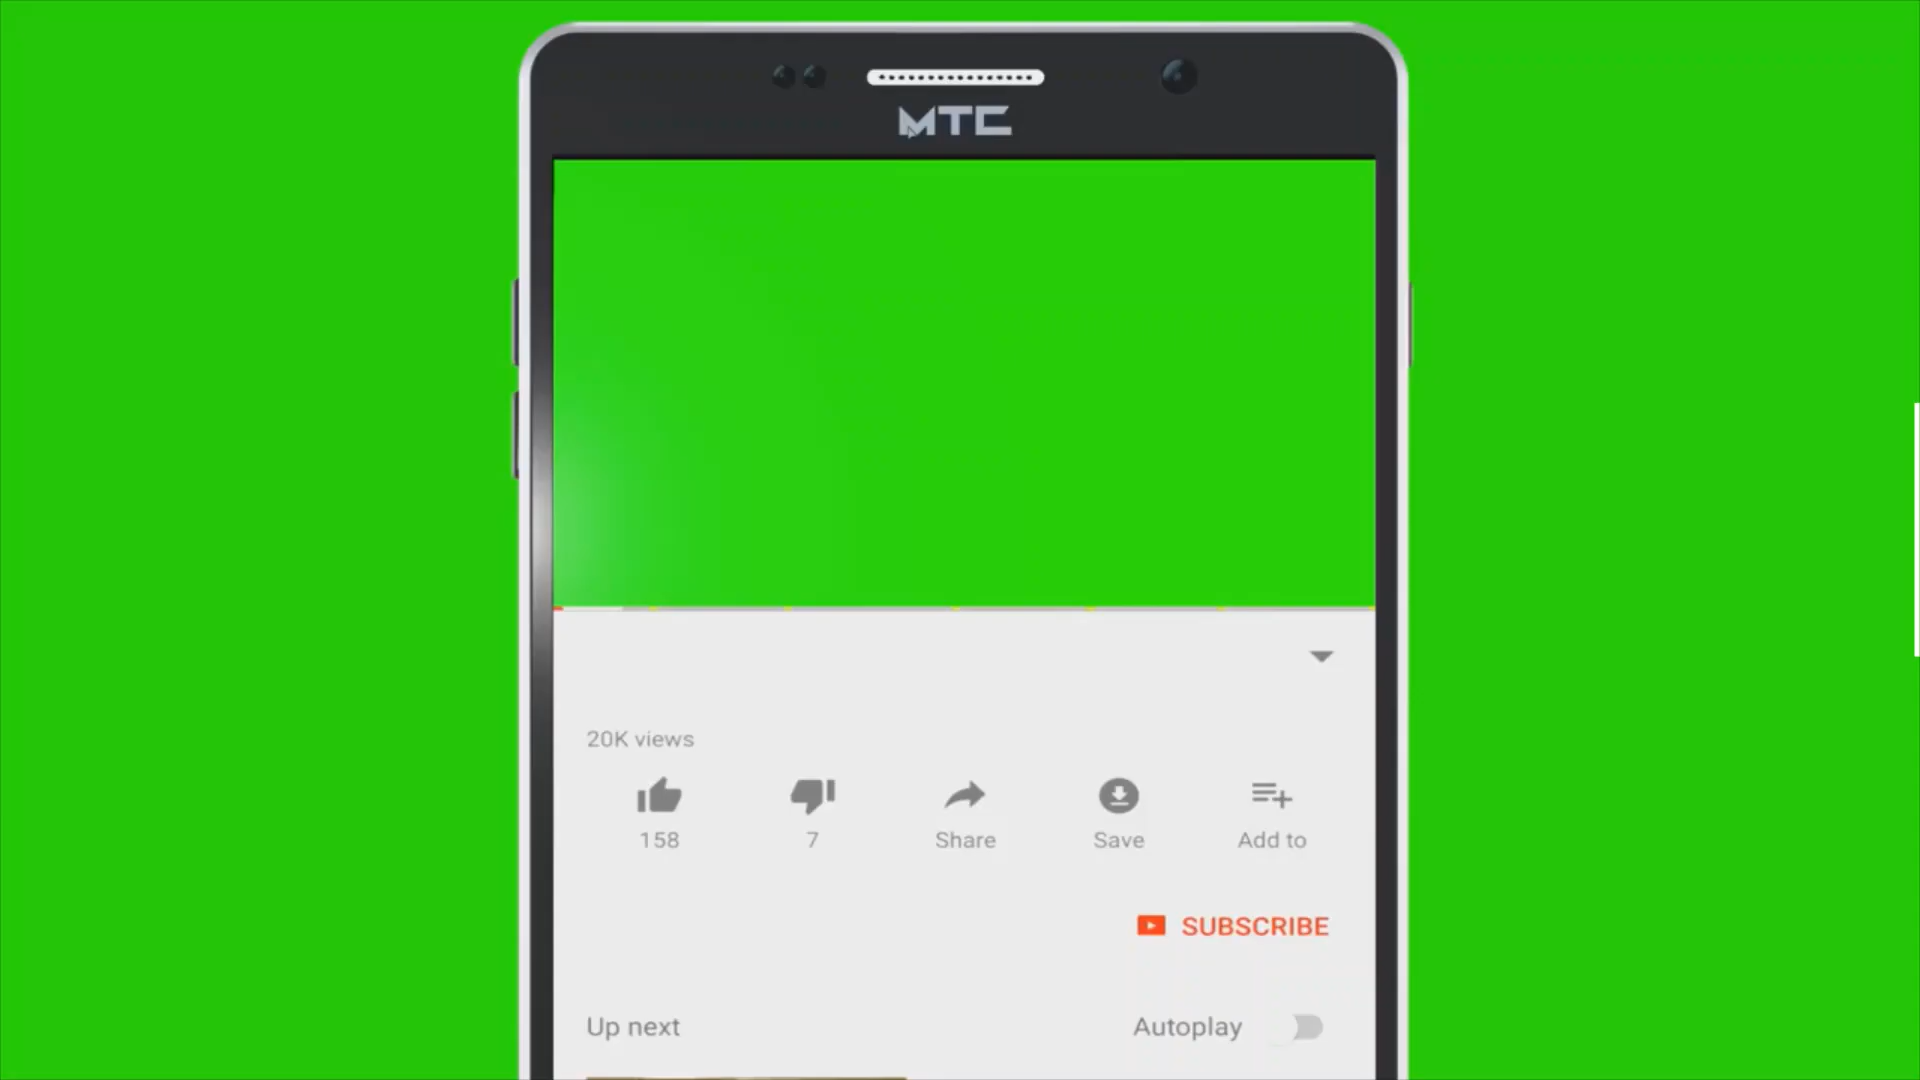 MTC
20K views
158 7 Share Save Add to
SUBSCRIBE
Up next Autoplay